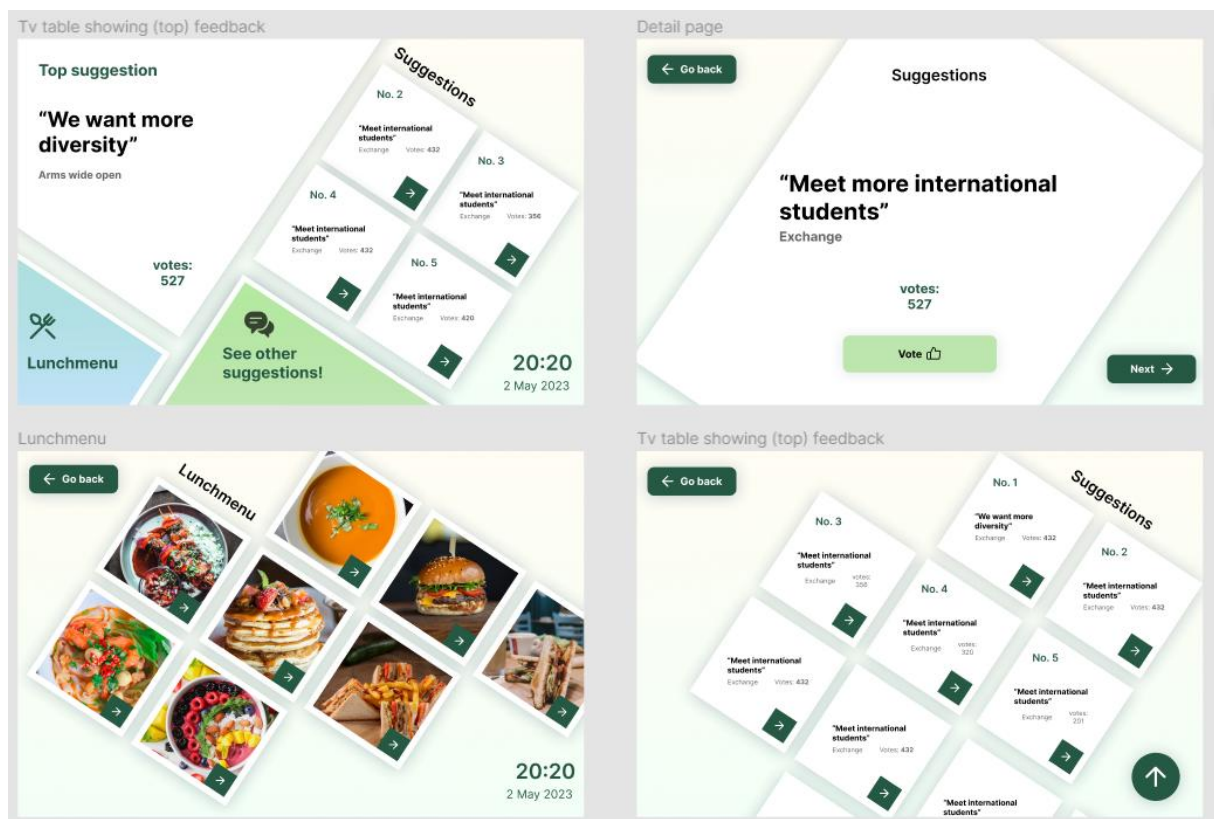 Tv table showing (top) feedback
Top suggestion
“We want more
diversity”
Arms wide open
votes:
527
Suggestions
No. 2
"Meet international
students"
Exchange Votes: 432
No. 3
"Meet international
students"
Exchange Votes: 356
No. 4
"Meet international
students"
Exchange Votes: 432
No. 5
"Meet international
students"
Exchange Votes: 420
Lunchmenu
See other
suggestions!
20:20
2 May 2023
Detail page
Go back
Suggestions
“Meet more international
students”
Exchange
votes:
527
Vote
Next
Lunchmenu
Go back
Lunchmenu
20:20
2 May 2023
Tv table showing (top) feedback
Go back
Suggestions
No. 1
"We want more
diversity"
Exchange Votes: 432
No. 2
"Meet international
students"
Exchange Votes: 432
No. 3
"Meet international
students"
Exchange votes:
358
No. 4
"Meet international
students"
Exchange votes:
320
No. 5
"Meet international
students"
Exchange votes:
201
"Meet international
students"
Exchange Votes: 432
"Meet international
students"
Exchange Votes: 432
"Meet international
students"